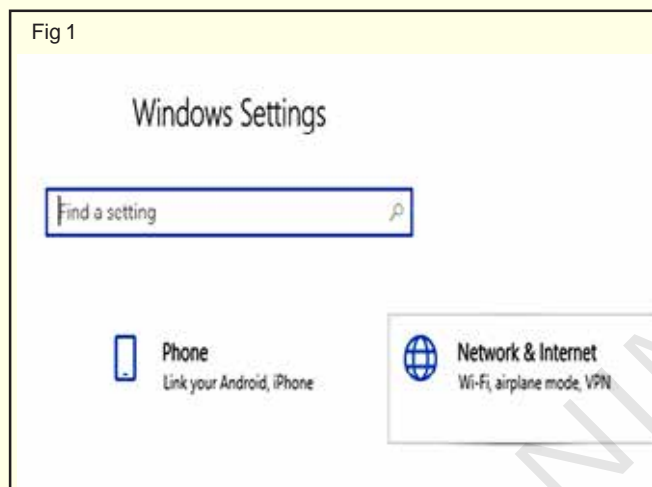 Fig 1
Windows Settings
Find a setting
Phone
Link your Android, iPhone
Network & Internet
Wi-Fi, airplane mode, VPN